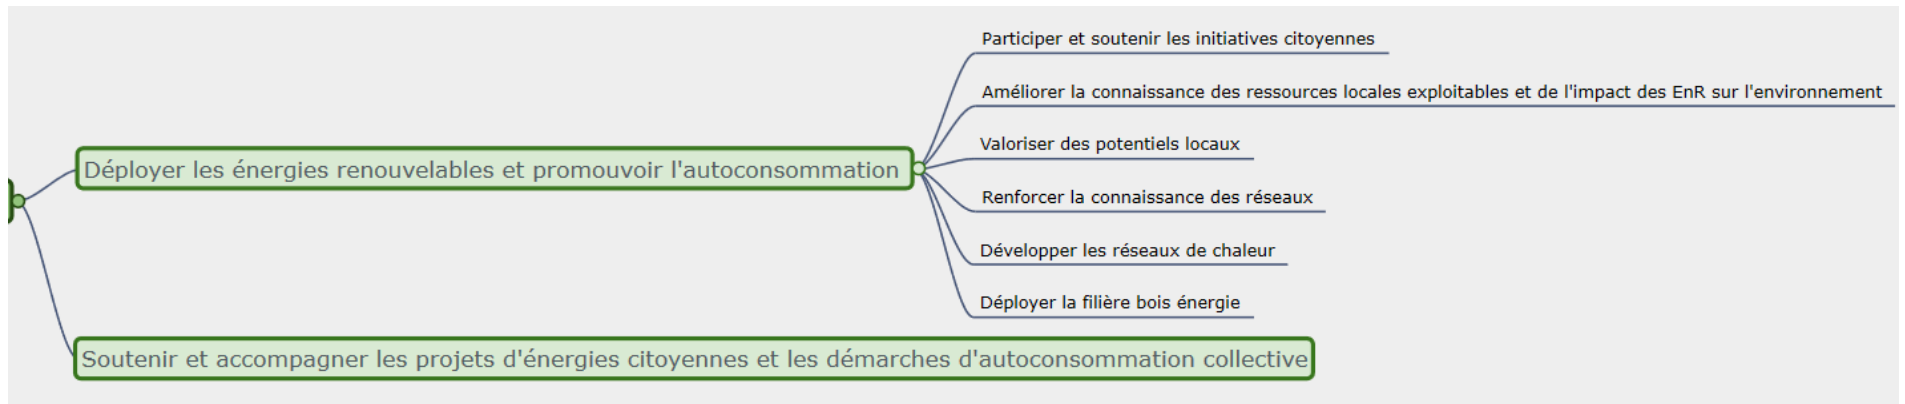 Participer et soutenir les initiatives citoyennes
Améliorer la connaissance des ressources locales exploitables et de l'impact des EnR sur l'environnement
Valoriser des potentiels locaux
Déployer les énergies renouvelables et promouvoir l'autoconsommation
Renforcer la connaissance des réseaux
Développer les réseaux de chaleur
Déployer la filière bois énergie
Soutenir et accompagner les projets d'énergies citoyennes et les démarches d'autoconsommation collective